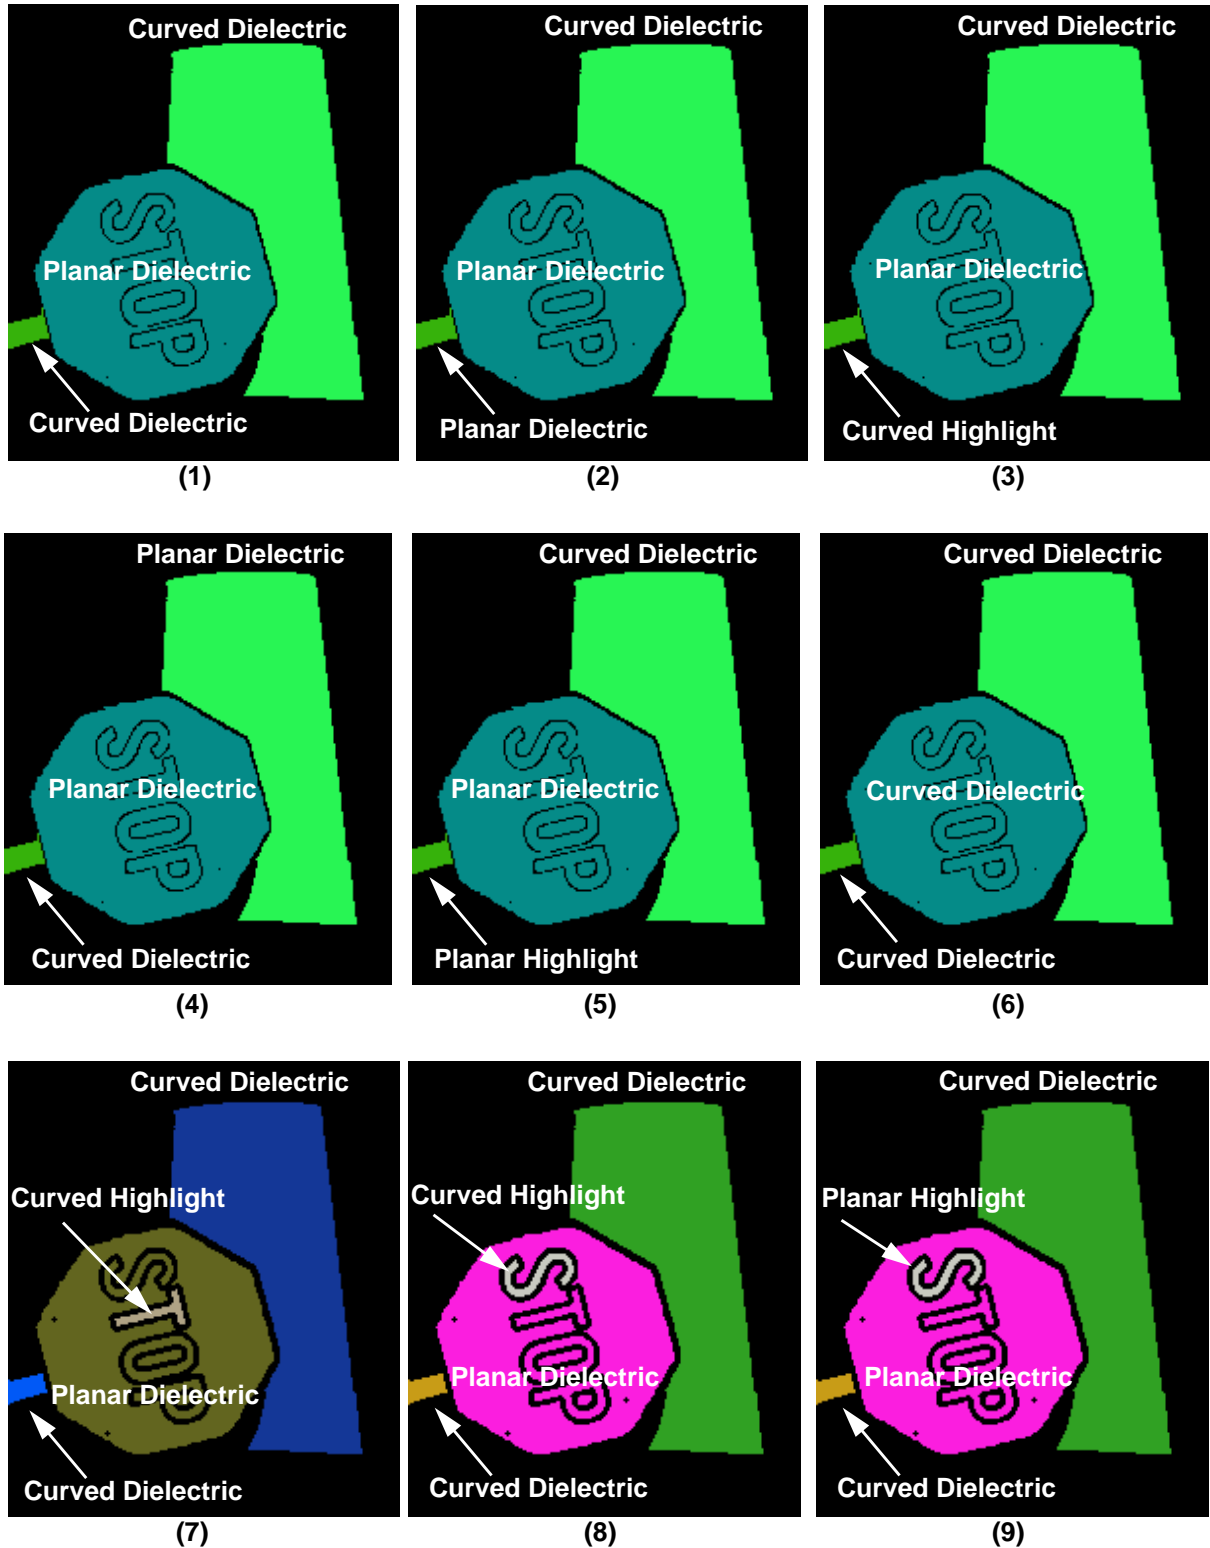 Curved Dielectric
STOP
Planar Dielectric
Curved Dielectric
(1)
Curved Dielectric
STOP
Planar Dielectric
Planar Dielectric
(2)
Curved Dielectric
STOP
Planar Dielectric
Curved Highlight
(3)
Planar Dielectric
STOP
Planar Dielectric
Curved Dielectric
(4)
Curved Dielectric
STOP
Planar Dielectric
Planar Highlight
(5)
Curved Dielectric
STOP
Curved Dielectric
Curved Dielectric
(6)
Curved Dielectric
Curved Highlight
STOP
Planar Dielectric
Curved Dielectric
(7)
Curved Dielectric
Curved Highlight
STOP
Planar Dielectric
Curved Dielectric
(8)
Curved Dielectric
Planar Highlight
STOP
Planar Dielectric
Curved Dielectric
(9)